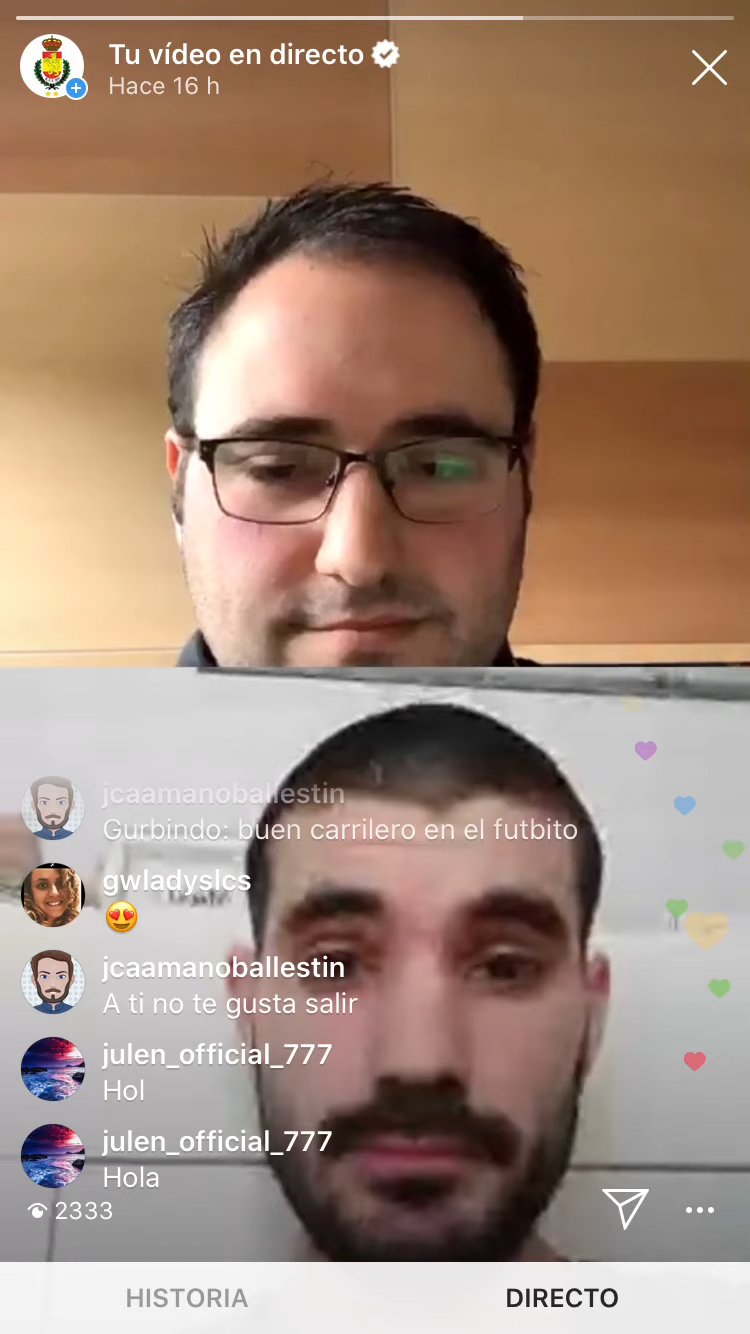 Tu vídeo en directo
Hace 16 h
jcaamanoballestin
Gurbindo: buen carrilero en el futbito
gwladyslcs
😍
jcaamanoballestin
A ti no te gusta salir
julen_official_777
Hol
julen_official_777
Hola
2333
HISTORIA
DIRECTO